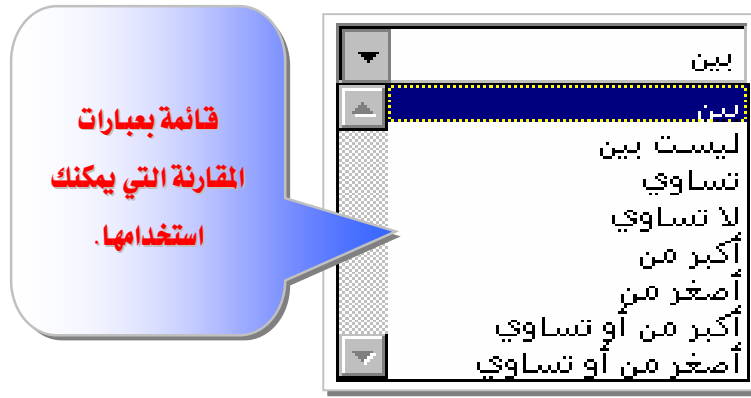 بين
بين
ليست بين
تساوي
لا تساوي
أكبر من
أصغر من
أكبر من أو تساوي
أصغر من أو تساوي
قائمة بعبارات
المقارنة التي يمكنك
استخدامها.